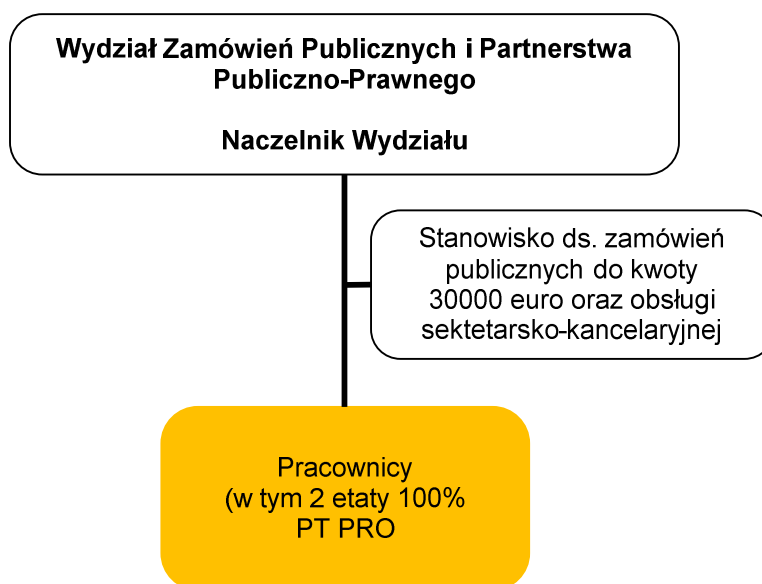 Wydział Zamówień Publicznych i Partnerstwa
Publiczno-Prawnego
Naczelnik Wydziału
Stanowisko ds. zamówień
publicznych do kwoty
30000 euro oraz obsługi
sektetarsko-kancelaryjnej
Pracownicy
(w tym 2 etaty 100%
PT PRO